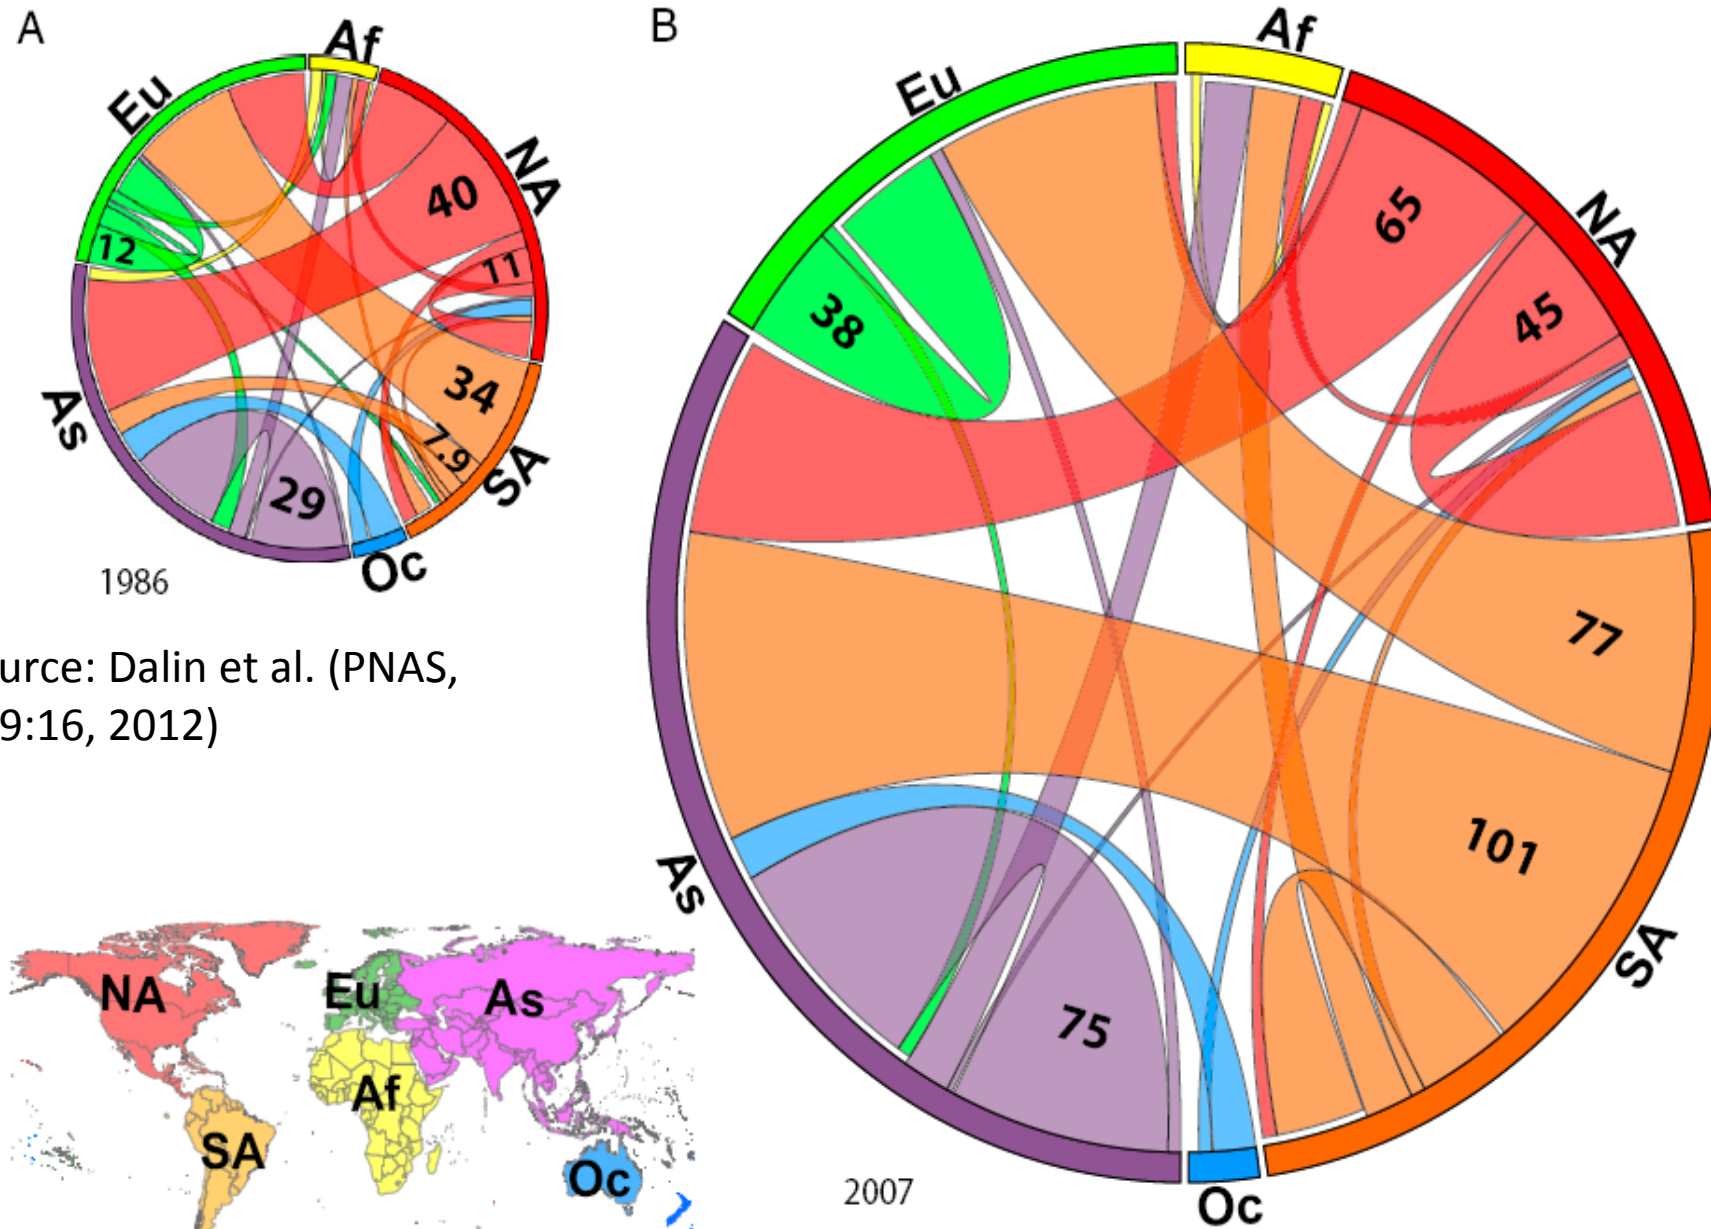 A
Af
Eu
NA
40
12
11
34
7.9
SA
As
29
Oc
1986
B
Af
Eu
NA
65
45
38
77
101
As
75
SA
Oc
2007
urce: Dalin et al. (PNAS,
9:16, 2012)
NA
Eu
As
Af
SA
Oc